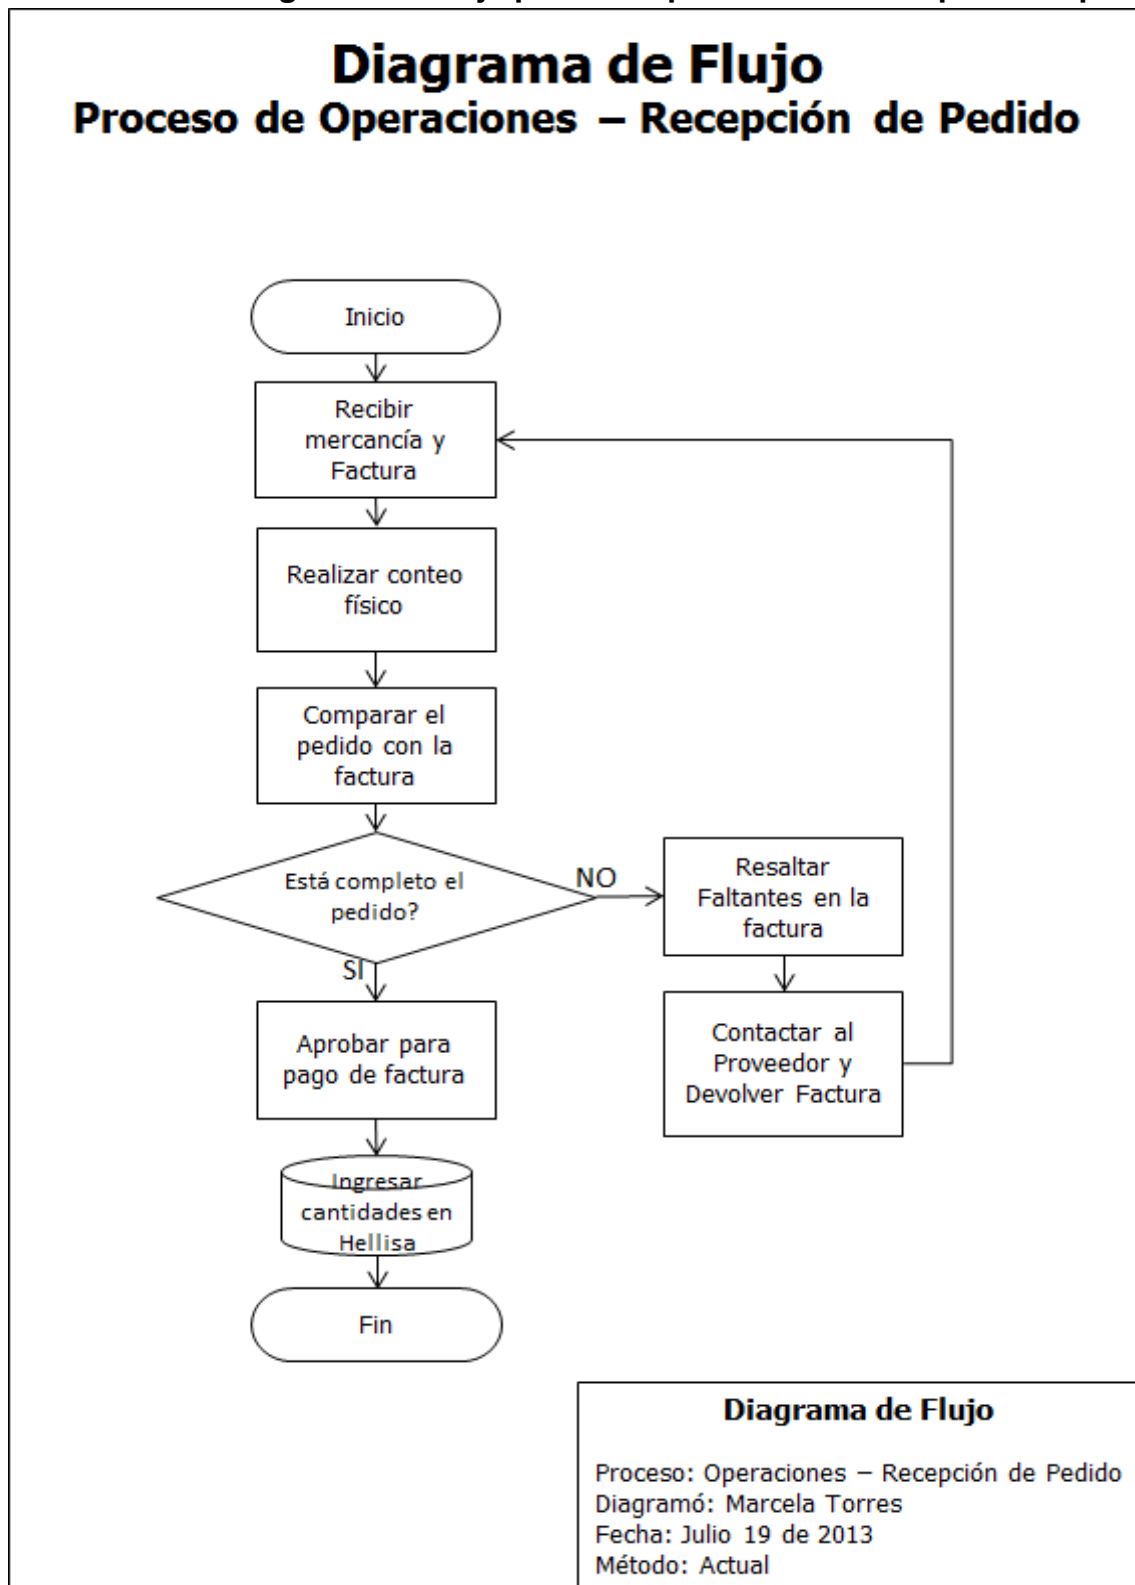 Diagrama de Flujo
Proceso de Operaciones – Recepción de Pedido
Inicio
Recibir
mercancía y
Factura
Realizar conteo
físico
Comparar el
pedido con la
factura
Está completo el
pedido?
NO
Resaltar
Faltantes en la
factura
SI
Contactar al
Proveedor y
Devolver Factura
Aprobar para
pago de factura
Ingresar
cantidades en
Hellisa
Fin
Diagrama de Flujo
Proceso: Operaciones – Recepción de Pedido
Diagramó: Marcela Torres
Fecha: Julio 19 de 2013
Método: Actual